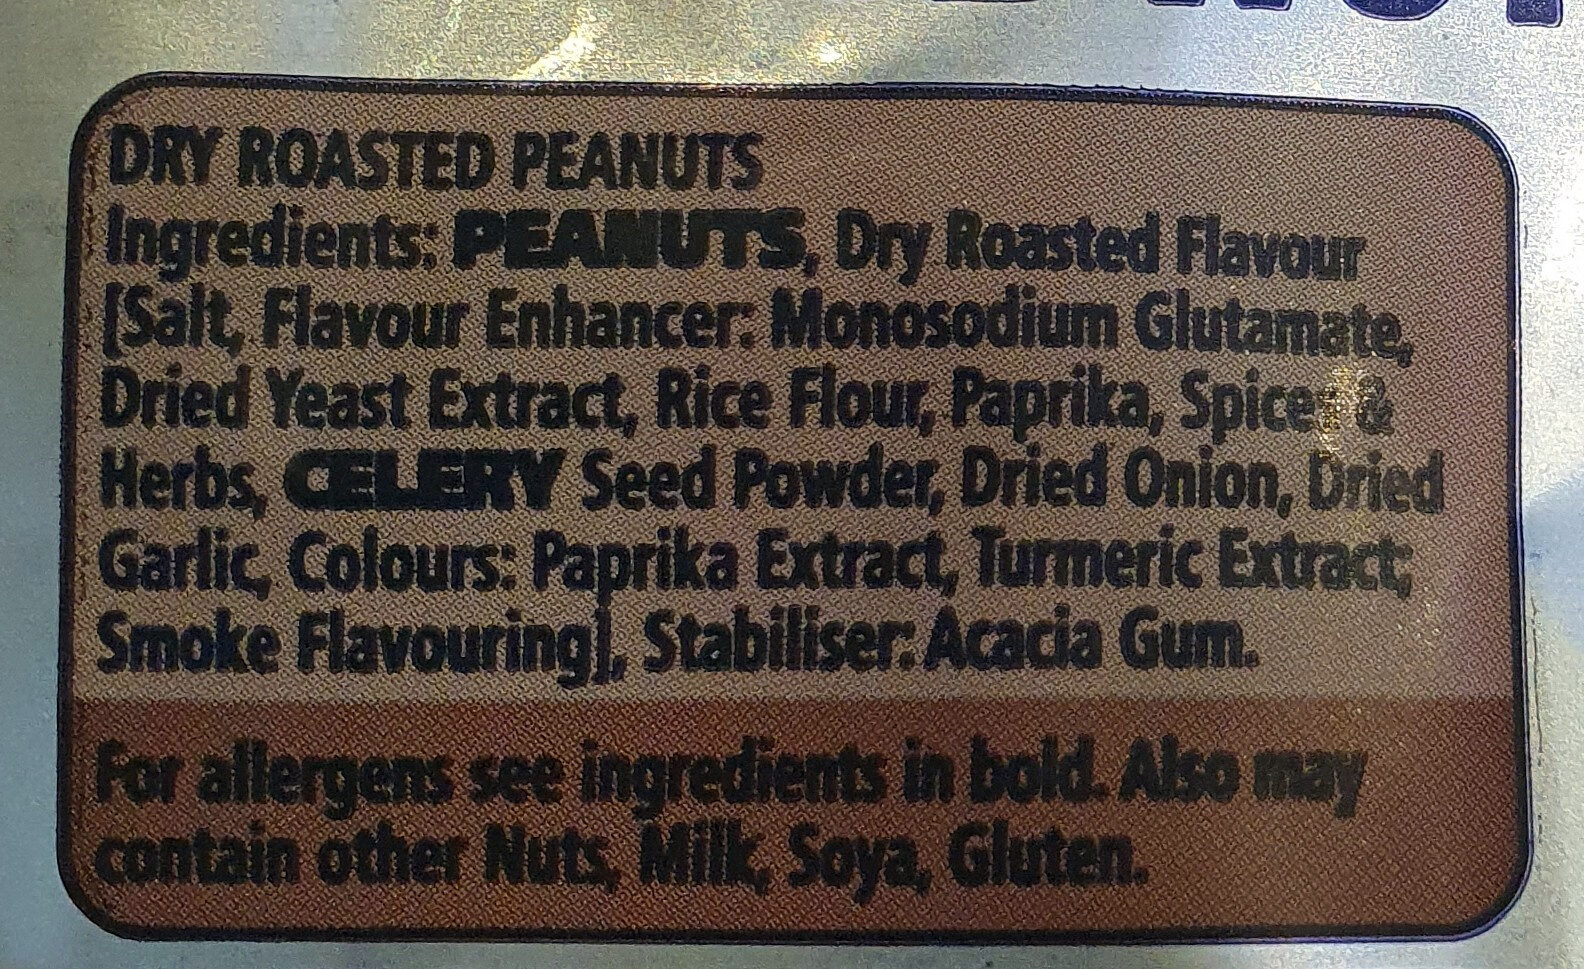 DRY ROASTED PEANUTS
Ingredients: PEANUTS, Dry Roasted Flavour
[Salt, Flavour Enhancer: Monosodium Glutamate,
Dried Yeast Extract, Rice Flour, Paprika, Spices &
Herbs, CELERY Seed Powder, Dried Onion, Dried
Garlic, Colours: Paprika Extract, Turmeric Extract;
Smoke Flavouring], Stabiliser: Acacia Gum.
For allergens see ingredients in bold. Also may
contain other Nuts, Milk, Soya, Gluten.